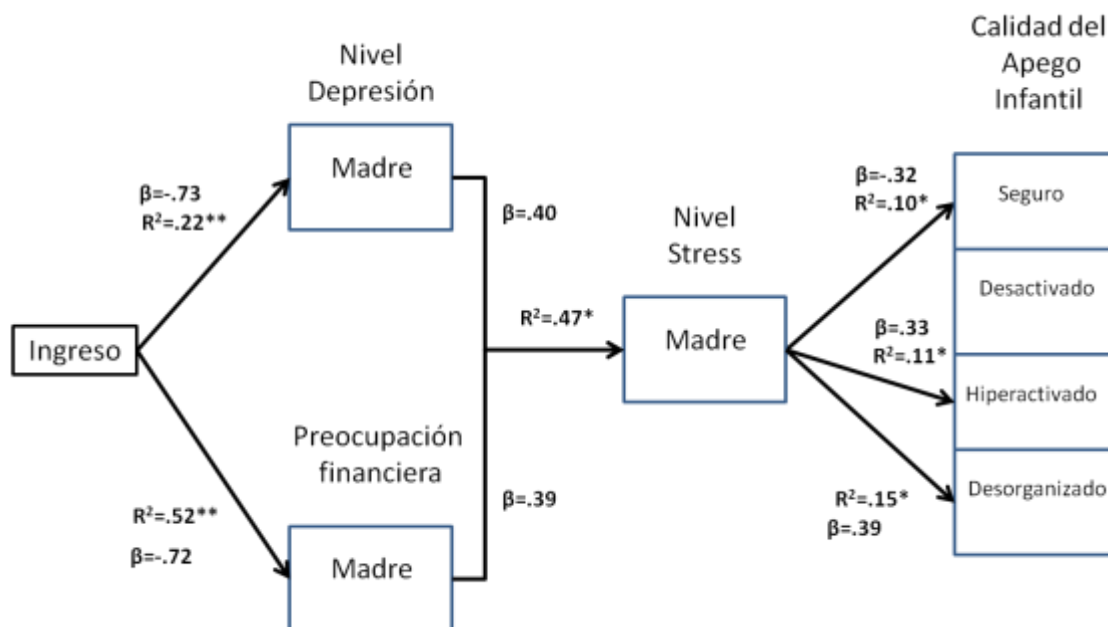 Nivel
Depresión
Madre
β=-.73
R²=.22**
Ingreso
Preocupación
financiera
R²=.52**
β=-.72
Madre
β=.40
R²=.47*
β=.39
Nivel
Stress
Madre
β=-.32
R²=.10*
β=.33
R²=.11*
R²=.15*
β=.39
Calidad del
Apego
Infantil
Seguro
Desactivado
Hiperactivado
Desorganizado